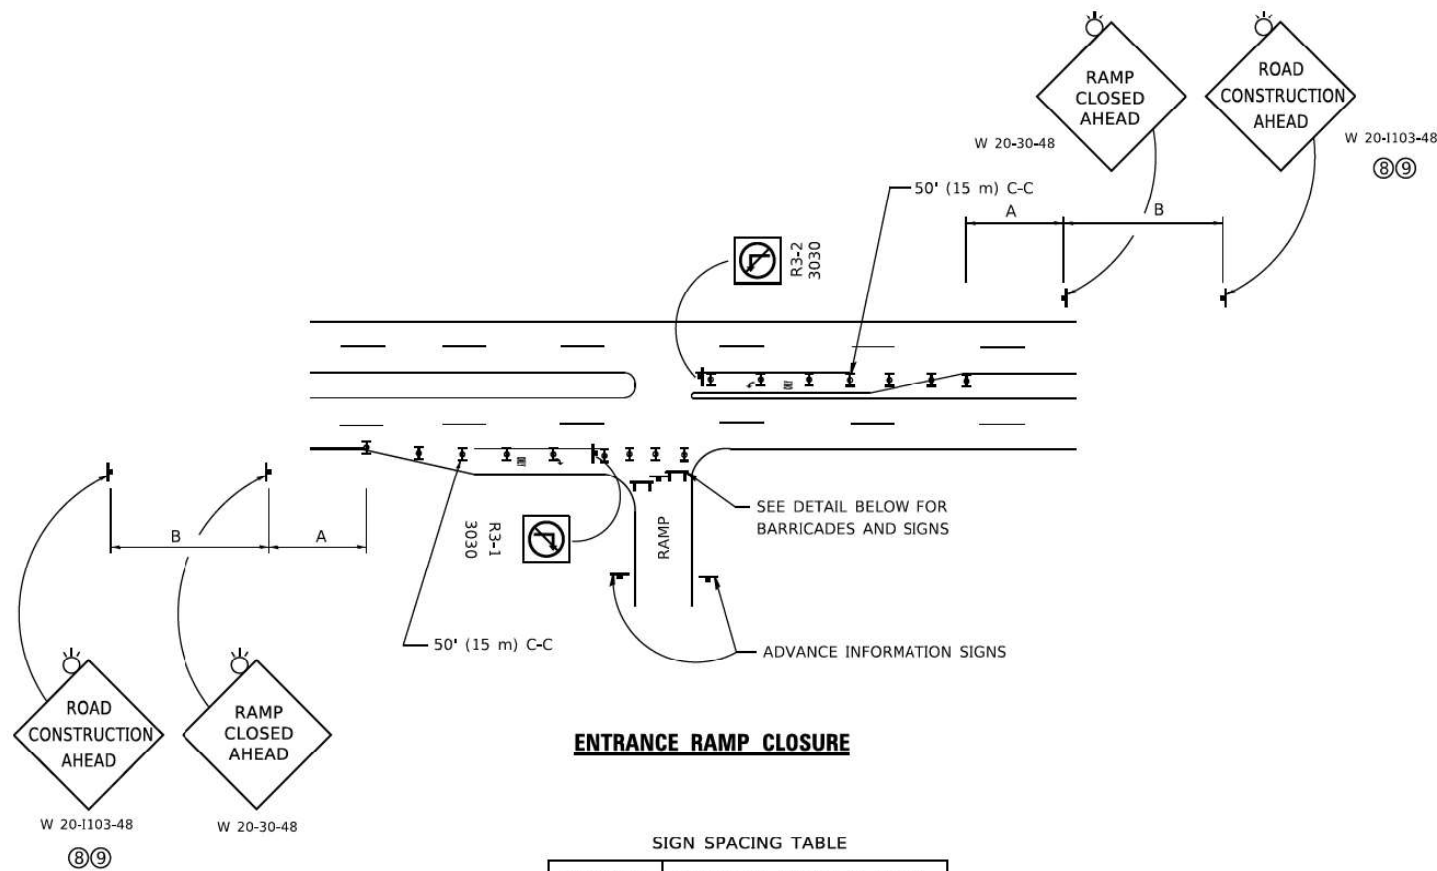 RAMP
CLOSED
AHEAD
W 20-30-48
ROAD
CONSTRUCTION
AHEAD
W 20-I103-48
⑧⑨
50' (15 m) C-C
A
B
R3-2
3030
SEE DETAIL BELOW FOR
BARRICADES AND SIGNS
RAMP
R3-1
3030
B
A
50' (15 m) C-C
ADVANCE INFORMATION SIGNS
ROAD
CONSTRUCTION
AHEAD
W 20-I103-48
⑧⑨
RAMP
CLOSED
AHEAD
W 20-30-48
ENTRANCE RAMP CLOSURE
SIGN SPACING TABLE